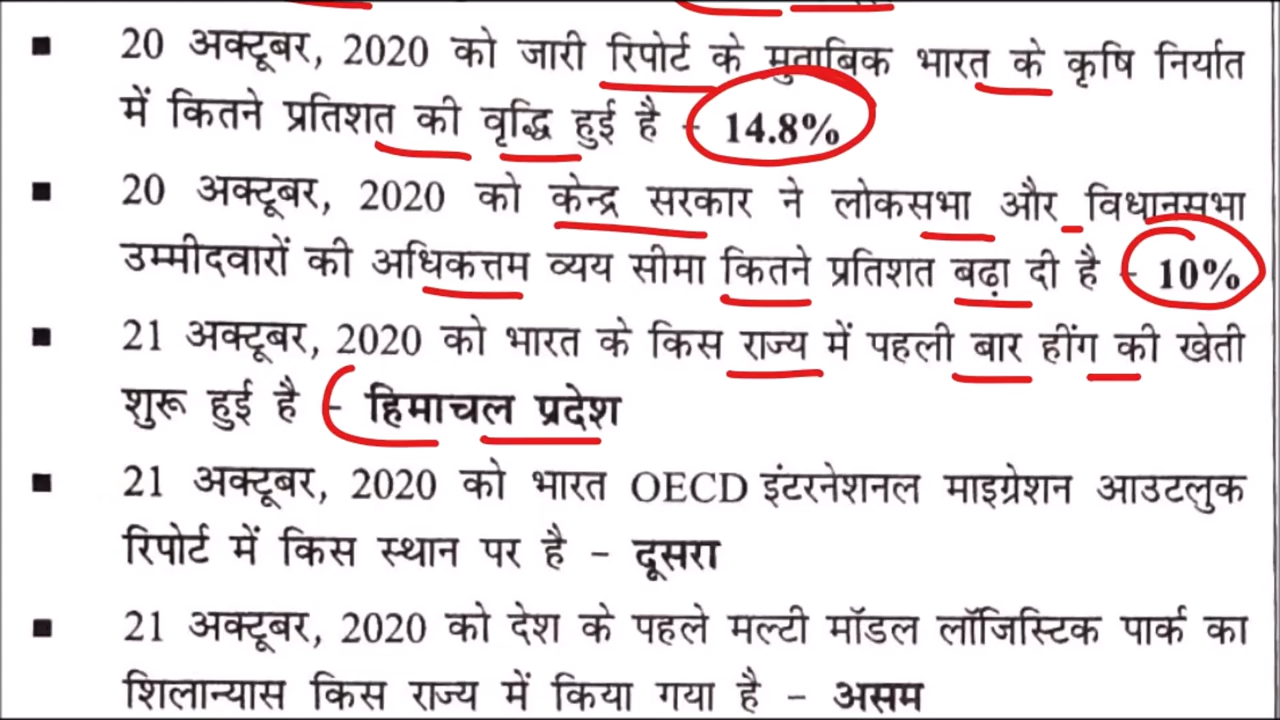 ▪ 20 अक्टूबर, 2020 को जारी रिपोर्ट के मुताबिक भारत के कृषि निर्यात
में कितने प्रतिशत की वृद्धि हुई है - 14.8%
▪ 20 अक्टूबर, 2020 को केन्द्र सरकार ने लोकसभा और विधानसभा
उम्मीदवारों की अधिकत्तम व्यय सीमा कितने प्रतिशत बढ़ा दी है - 10%
▪ 21 अक्टूबर, 2020 को भारत के किस राज्य में पहली बार हींग की खेती
शुरू हुई है - हिमाचल प्रदेश
▪ 21 अक्टूबर, 2020 को भारत OECD इंटरनेशनल माइग्रेशन आउटलुक
रिपोर्ट में किस स्थान पर है - दूसरा
▪ 21 अक्टूबर, 2020 को देश के पहले मल्टी मॉडल लॉजिस्टिक पार्क का
शिलान्यास किस राज्य में किया गया है - असम